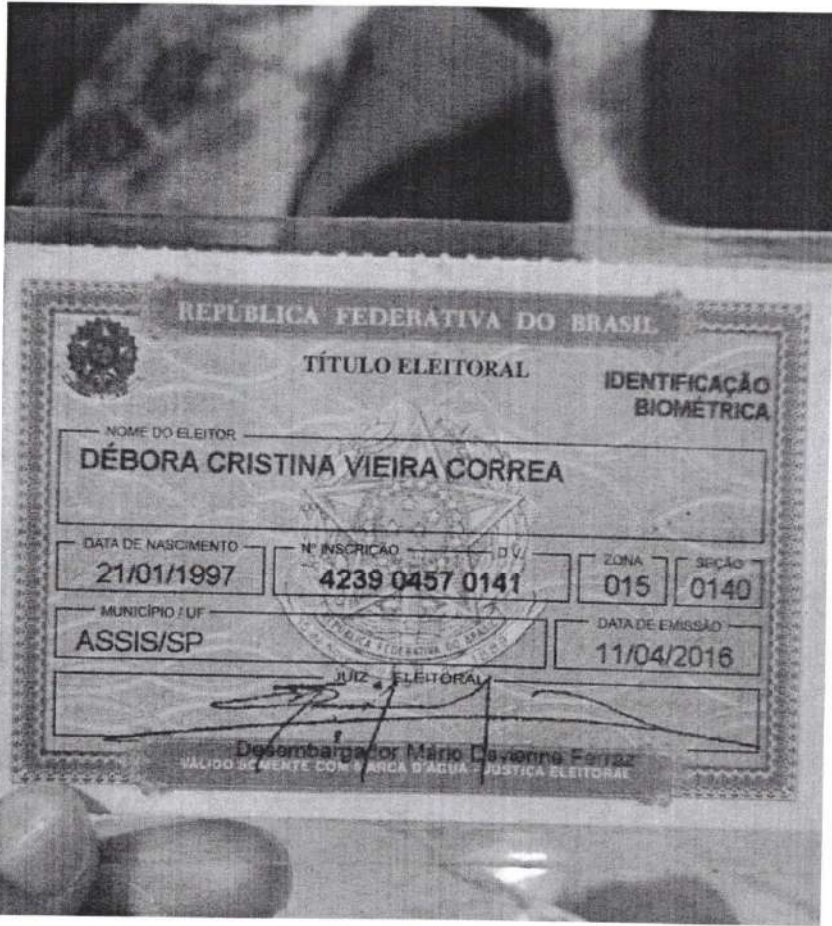 REPÚBLICA FEDERATIVA DO BRASIL
TÍTULO ELEITORAL
IDENTIFICAÇÃO
BIOMÉTRICA
NOME DO ELEITOR
DÉBORA CRISTINA VIEIRA CORREA
DATA DE NASCIMENTO
21/01/1997
Nº INSCRIÇÃO D.V.
4239 0457 0141
ZONA
015
SEÇÃO
0140
MUNICÍPIO / UF
ASSIS/SP
DATA DE EMISSÃO
11/04/2016
JUIZ ELEITORAL
Desembargador Mário Devienne Ferraz
VÁLIDO SOMENTE COM MARCA D'ÁGUA - JUSTIÇA ELEITORAL